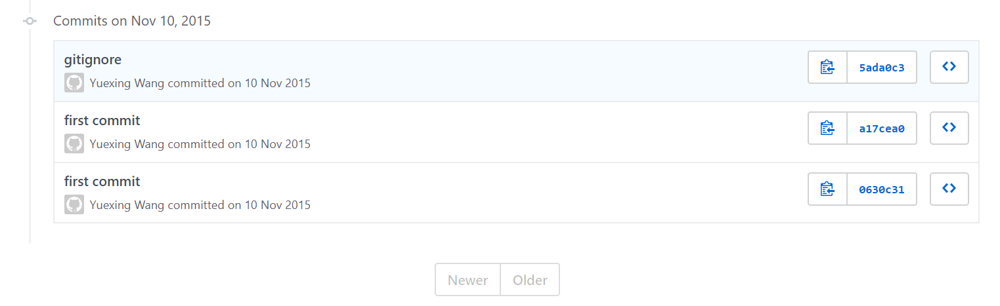 Commits on Nov 10, 2015
gitignore
Yuexing Wang committed on 10 Nov 2015
5ada0c3
first commit
Yuexing Wang committed on 10 Nov 2015
a17cea0
first commit
Yuexing Wang committed on 10 Nov 2015
0630c31
Newer Older